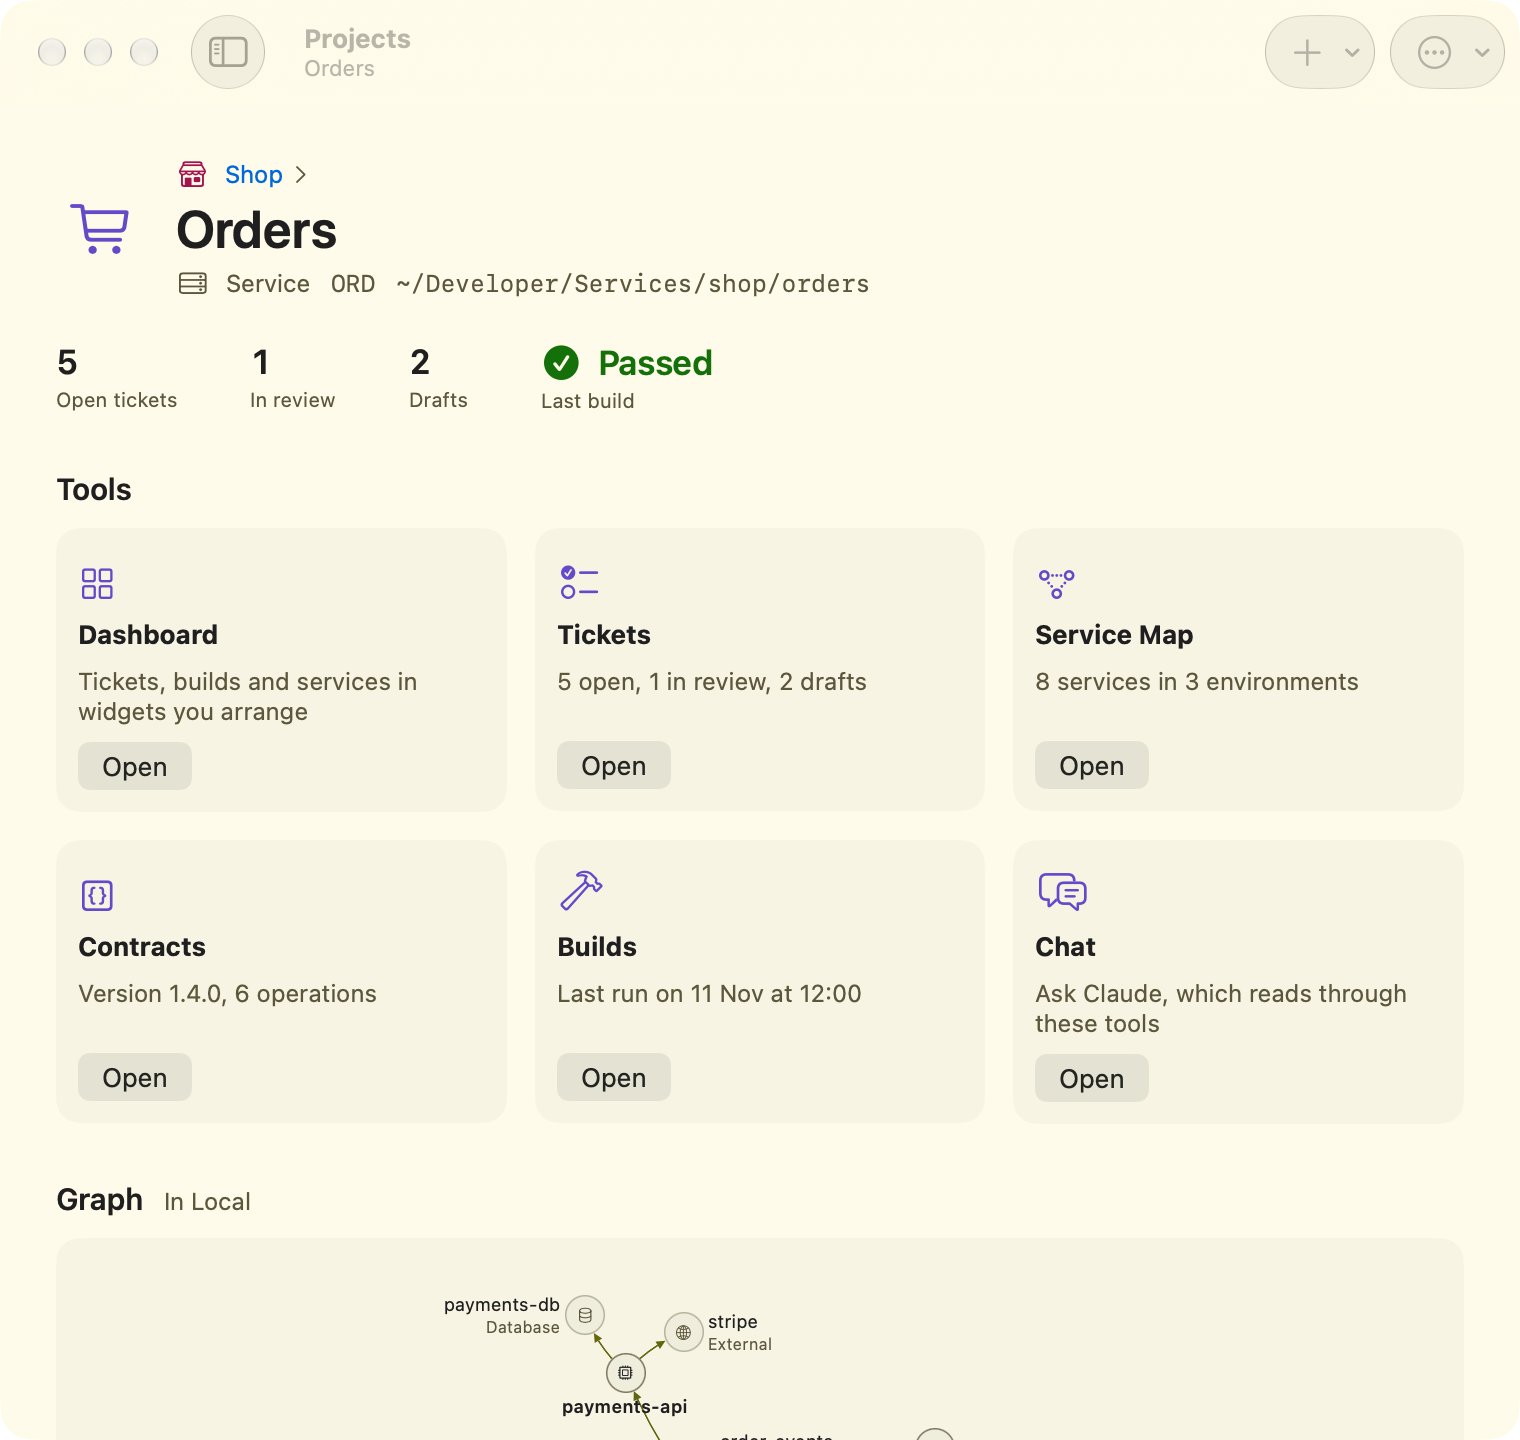 Projects
Orders
Shop
Orders
Service ORD ~/Developer/Services/shop/orders
5
Open tickets
1
In review
2
Drafts
Passed
Last build
Tools
Dashboard
Tickets, builds and services in
widgets you arrange
Open
Tickets
5 open, 1 in review, 2 drafts
Open
Service Map
8 services in 3 environments
Open
Contracts
Version 1.4.0, 6 operations
Open
Builds
Last run on 11 Nov at 12:00
Open
Chat
Ask Claude, which reads through
these tools
Open
Graph In Local
payments-db
Database
stripe
External
payments-api